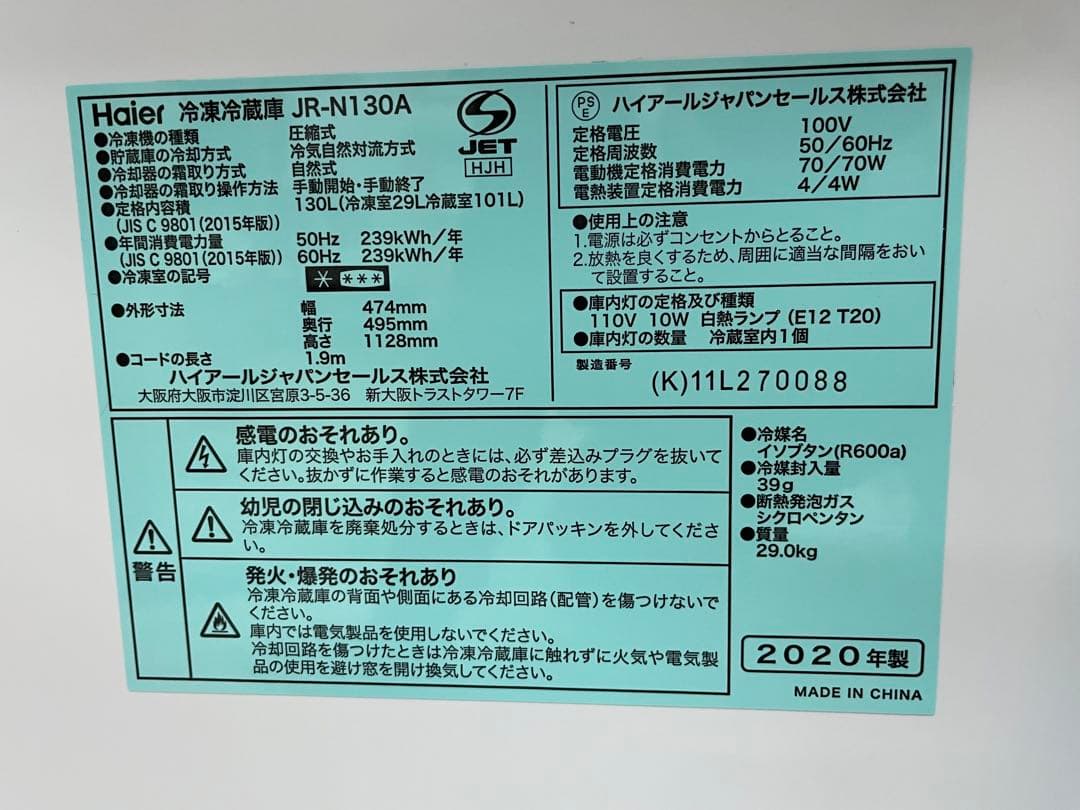 Haier 冷凍冷蔵庫 JR-N130A
●冷凍機の種類 圧縮式
●貯蔵庫の冷却方式 冷気自然対流方式
●冷却器の霜取り方式 自然式
●冷却器の霜取り操作方法 手動開始・手動終了
●定格内容積 130L(冷凍室29L冷蔵室101L)
(JIS C 9801(2015年版))
●年間消費電力量 50Hz 239kWh/年
(JIS C 9801(2015年版)) 60Hz 239kWh/年
●冷凍室の記号 ＊ ＊＊＊
●外形寸法 幅 474mm
奥行 495mm
高さ 1128mm
●コードの長さ 1.9m
ハイアールジャパンセールス株式会社
大阪府大阪市淀川区宮原3-5-36 新大阪トラストタワー7F
S
JET
HJH
PS
E
ハイアールジャパンセールス株式会社
定格電圧 100V
定格周波数 50/60Hz
電動機定格消費電力 70/70W
電熱装置定格消費電力 4/4W
●使用上の注意
1.電源は必ずコンセントからとること。
2.放熱を良くするため、周囲に適当な間隔をおい
て設置すること。
●庫内灯の定格及び種類
110V 10W 白熱ランプ (E12 T20)
●庫内灯の数量 冷蔵室内1個
製造番号
(K)11L270088
警告
感電のおそれあり。
庫内灯の交換やお手入れのときには、必ず差込みプラグを抜いて
ください。抜かずに作業すると感電のおそれがあります。
幼児の閉じ込みのおそれあり。
冷凍冷蔵庫を廃棄処分するときは、ドアパッキンを外してくださ
い。
発火・爆発のおそれあり
冷凍冷蔵庫の背面や側面にある冷却回路(配管)を傷つけないで
ください。
庫内では電気製品を使用しないでください。
冷却回路を傷つけたときは冷凍冷蔵庫に触れずに火気や電気製
品の使用を避け窓を開け換気してください。
●冷媒名
イソブタン(R600a)
●冷媒封入量
39g
●断熱発泡ガス
シクロペンタン
●質量
29.0kg
2020年製
MADE IN CHINA